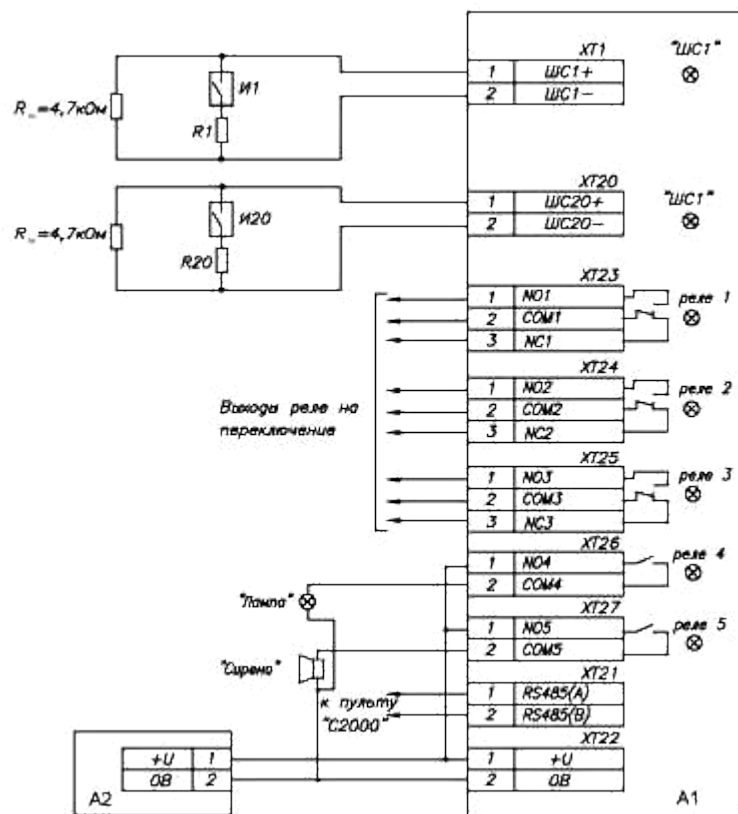 XT1 "ШС1"
1 ШС1+
2 ШС1-
И1
=4,7кОм
R1
XT20 "ШС1"
1 ШС20+
2 ШС20-
И20
=4,7кОм
R20
XT23
1 NO1 реле 1
2 COM1
3 NC1
XT24
1 NO2 реле 2
2 COM2
3 NC2
Выходы реле на
переключение
XT25
1 NO3 реле 3
2 COM3
3 NC3
XT26
1 NO4 реле 4
2 COM4
"Лампа"
XT27
1 NO5 реле 5
2 COM5
"Сирена"
XT21
1 RS485(A)
2 RS485(B)
к пульту
"С2000"
XT22
+U 1
0В 2
1 +U
2 0В
A2
A1